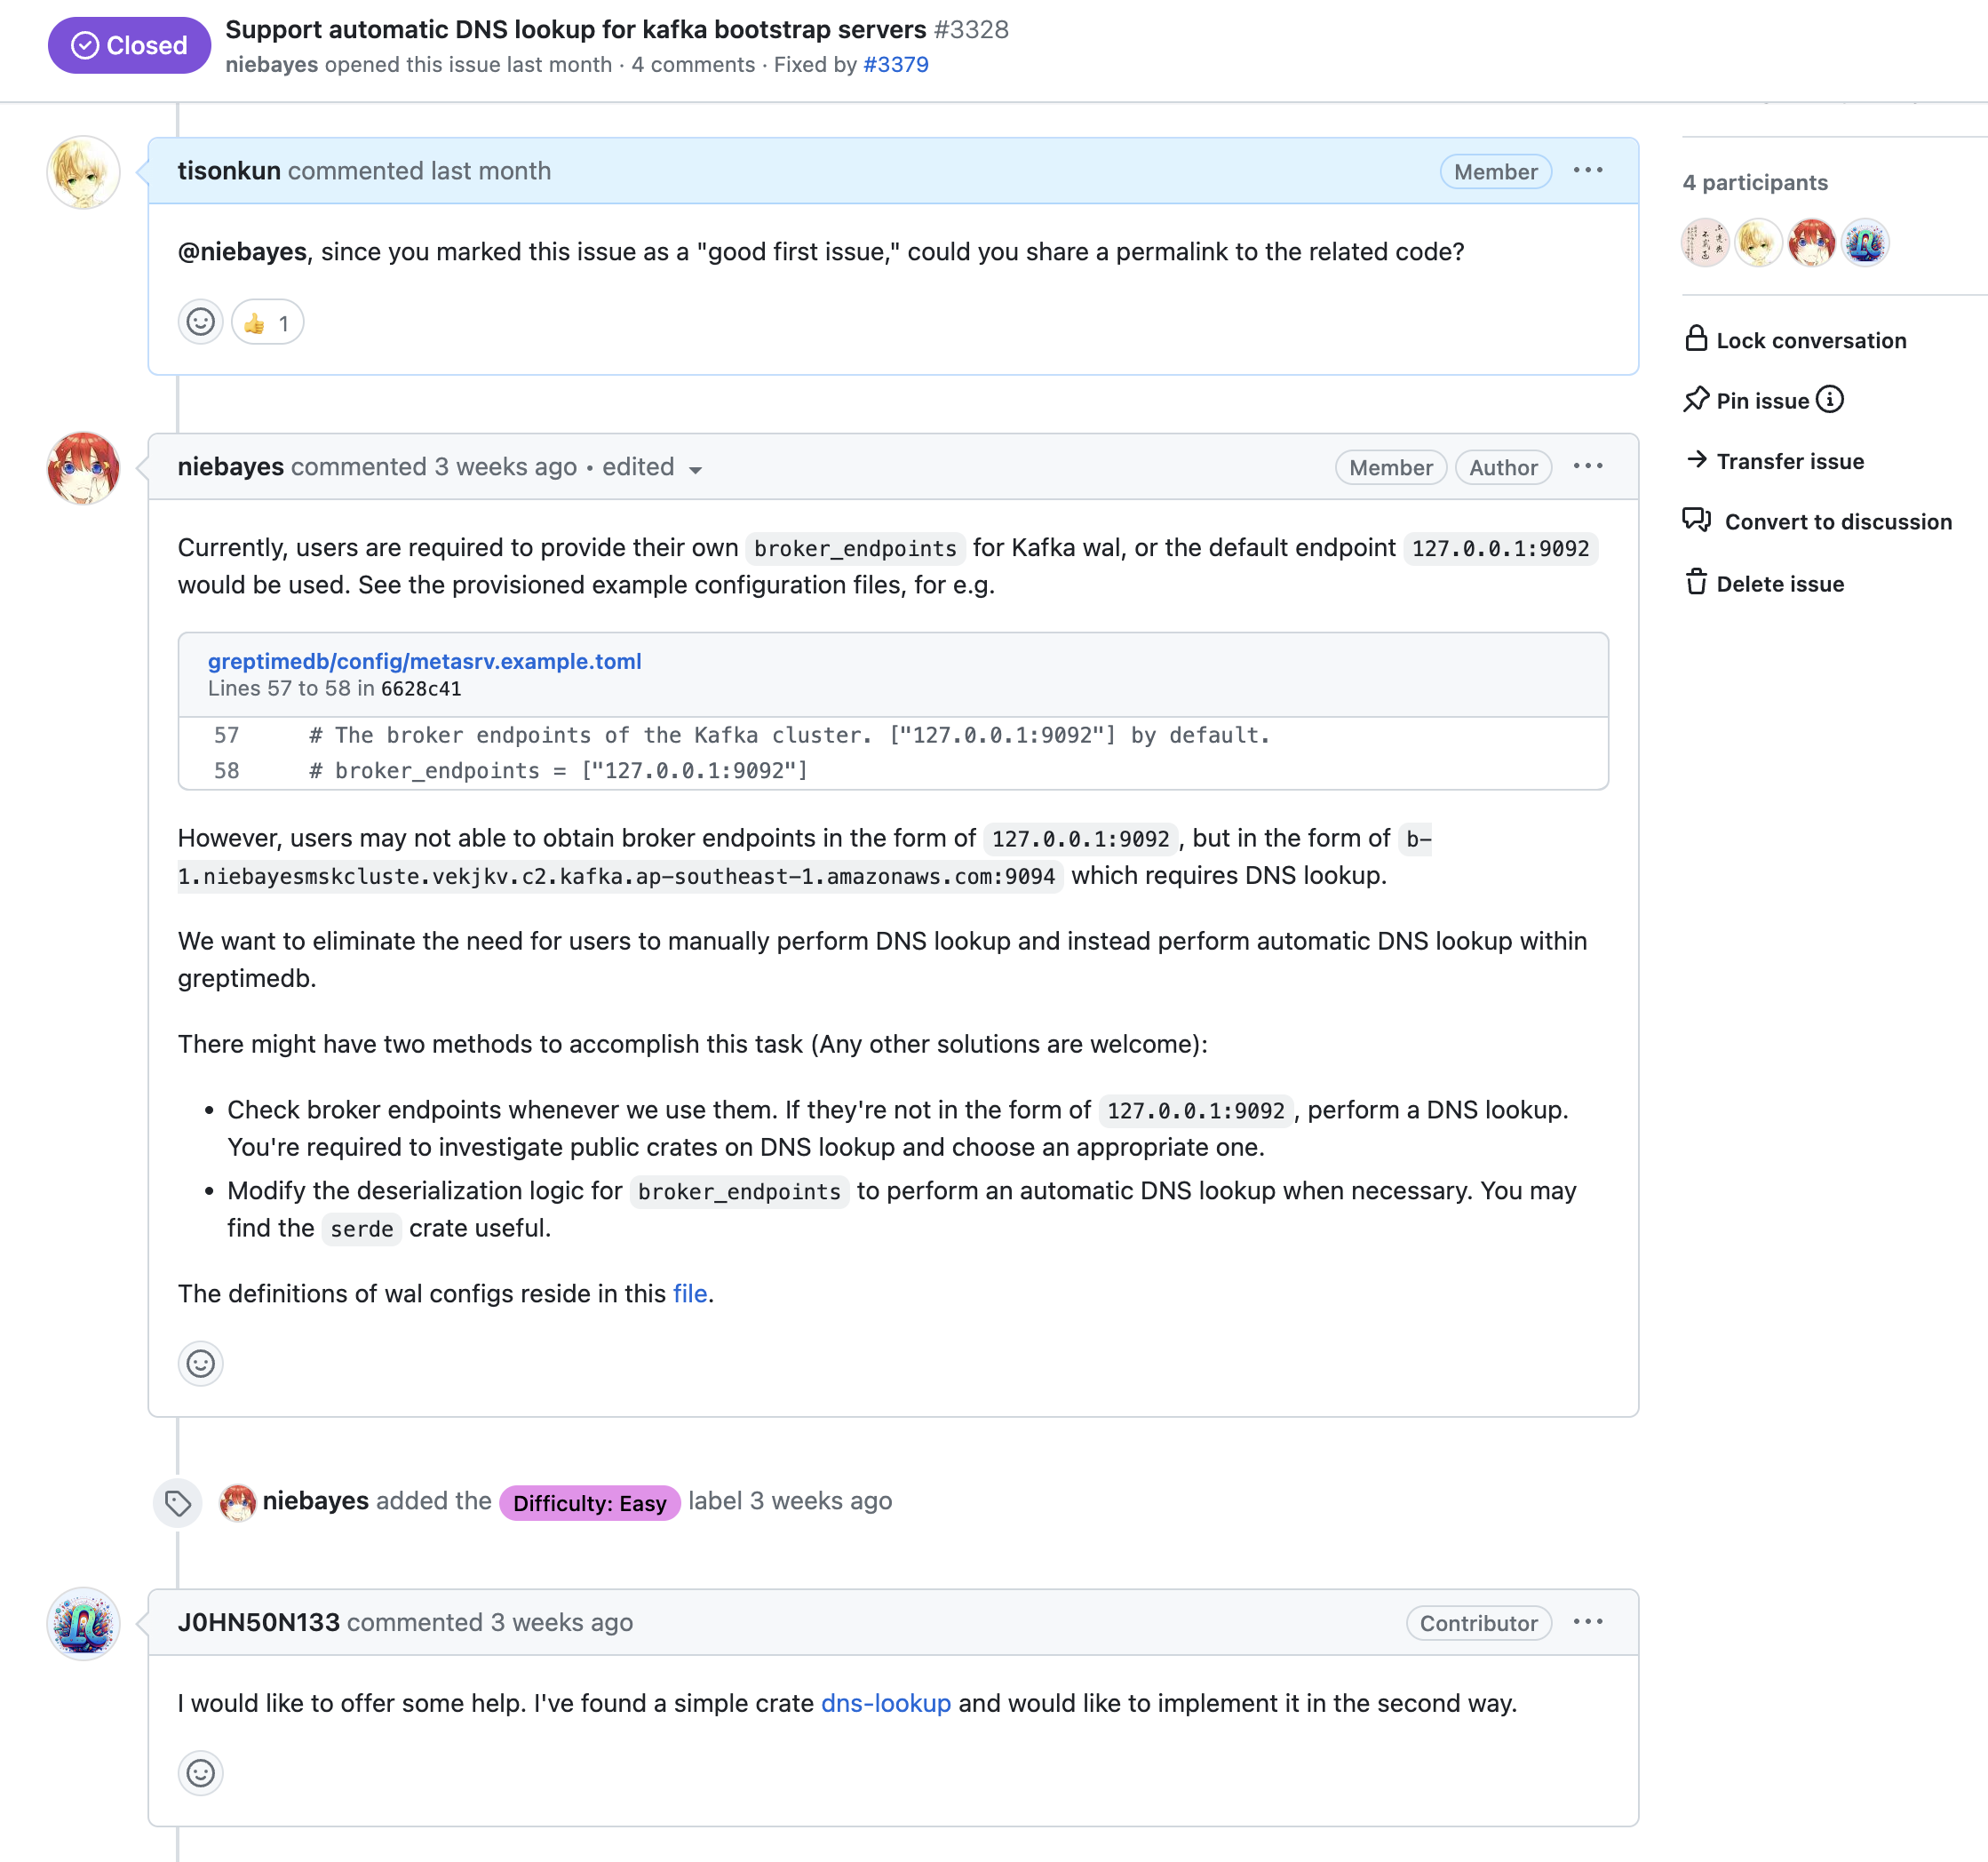 Closed
Support automatic DNS lookup for kafka bootstrap servers #3328
niebayes opened this issue last month · 4 comments · Fixed by #3379
tisonkun commented last month
Member
@niebayes, since you marked this issue as a "good first issue," could you share a permalink to the related code?
👍 1
niebayes commented 3 weeks ago • edited
Member
Author
Currently, users are required to provide their own broker_endpoints for Kafka wal, or the default endpoint 127.0.0.1:9092
would be used. See the provisioned example configuration files, for e.g.
greptimedb/config/metasrv.example.toml
Lines 57 to 58 in 6628c41
57 # The broker endpoints of the Kafka cluster. ["127.0.0.1:9092"] by default.
58 # broker_endpoints = ["127.0.0.1:9092"]
However, users may not able to obtain broker endpoints in the form of 127.0.0.1:9092, but in the form of b-
1.niebayesmskcluste.vekjkv.c2.kafka.ap-southeast-1.amazonaws.com:9094 which requires DNS lookup.
We want to eliminate the need for users to manually perform DNS lookup and instead perform automatic DNS lookup within
greptimedb.
There might have two methods to accomplish this task (Any other solutions are welcome):
• Check broker endpoints whenever we use them. If they're not in the form of 127.0.0.1:9092, perform a DNS lookup.
You're required to investigate public crates on DNS lookup and choose an appropriate one.
• Modify the deserialization logic for broker_endpoints to perform an automatic DNS lookup when necessary. You may
find the serde crate useful.
The definitions of wal configs reside in this file.
niebayes added the Difficulty: Easy label 3 weeks ago
J0HN50N133 commented 3 weeks ago
Contributor
I would like to offer some help. I've found a simple crate dns-lookup and would like to implement it in the second way.
4 participants
Lock conversation
Pin issue
Transfer issue
Convert to discussion
Delete issue